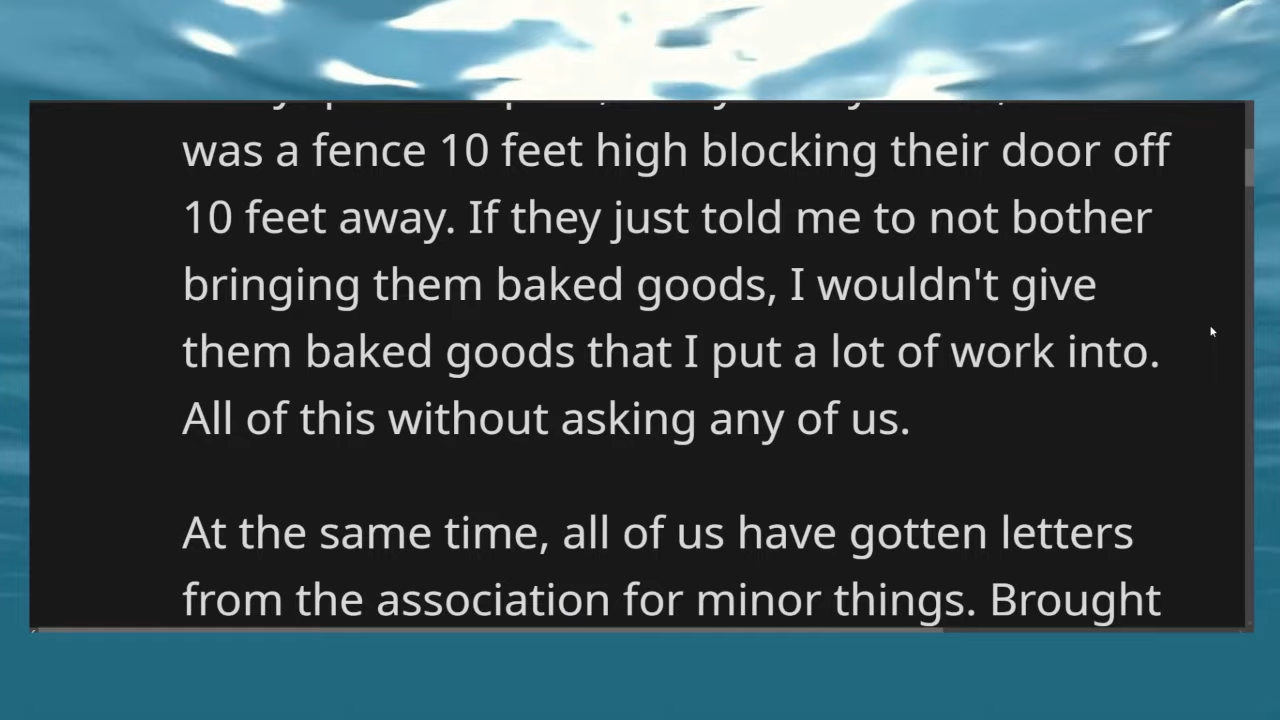 was a fence 10 feet high blocking their door off
10 feet away. If they just told me to not bother
bringing them baked goods, I wouldn't give
them baked goods that I put a lot of work into.
All of this without asking any of us.
At the same time, all of us have gotten letters
from the association for minor things. Brought